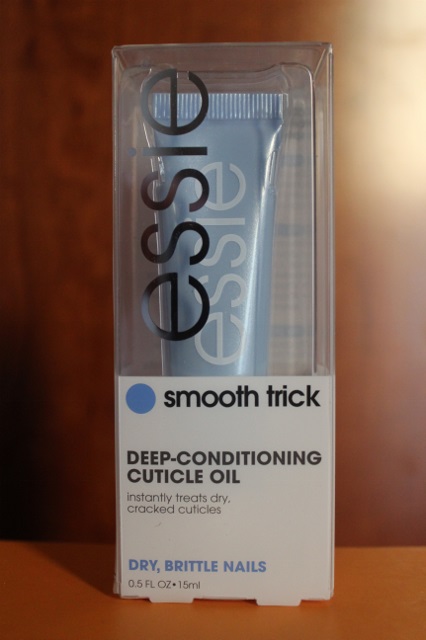 essie
essie
smooth trick
DEEP-CONDITIONING
CUTICLE OIL
instantly treats dry,
cracked cuticles
DRY, BRITTLE NAILS
0.5 FL OZ•15ml